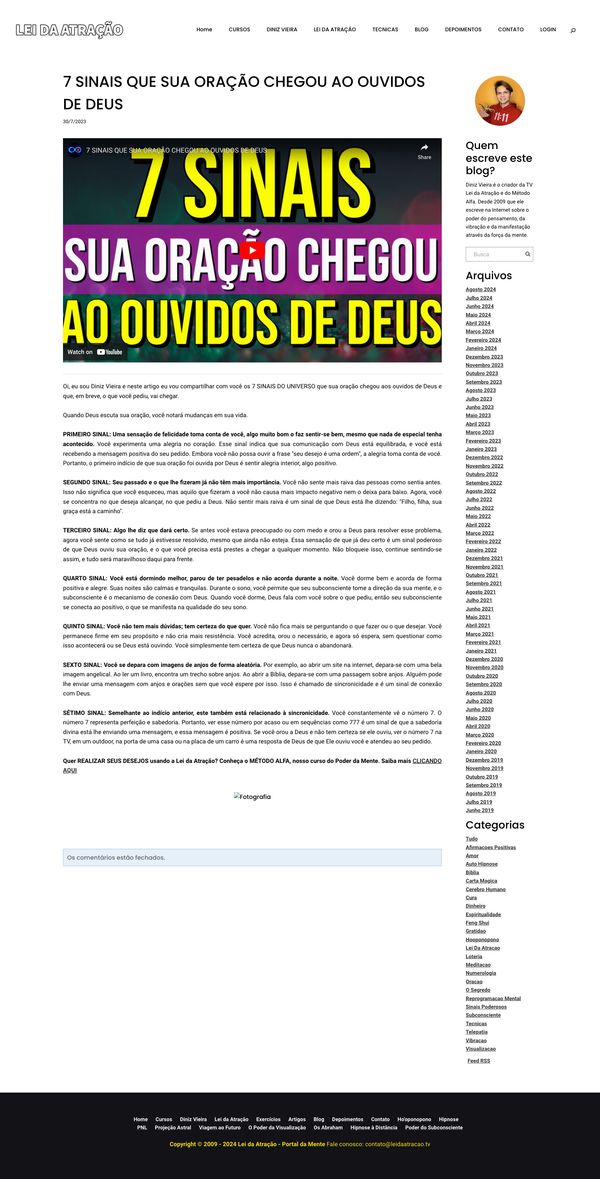 LEI DA ATRAÇÃO
Home CURSOS DINIZ VIEIRA LEI DA ATRAÇÃO TECNICAS BLOG DEPOIMENTOS CONTATO LOGIN
7 SINAIS QUE SUA ORAÇÃO CHEGOU AO OUVIDOS
DE DEUS
30/7/2023
7 SINAIS QUE SUA ORAÇÃO CHEGOU AO OUVIDOS DE DEUS
Share
7 SINAIS
SUA ORAÇÃO CHEGOU
AO OUVIDOS DE DEUS
Watch on YouTube
Oi, eu sou Diniz Vieira e neste artigo eu vou compartilhar com você os 7 SINAIS DO UNIVERSO que sua oração chegou aos ouvidos de Deus e
que, em breve, o que você pediu, vai chegar.
Quando Deus escuta sua oração, você notará mudanças em sua vida.
PRIMEIRO SINAL: Uma sensação de felicidade toma conta de você, algo muito bom o faz sentir-se bem, mesmo que nada de especial tenha
acontecido. Você experimenta uma alegria no coração. Esse sinal indica que sua comunicação com Deus está equilibrada, e você está
recebendo a mensagem positiva do seu pedido. Embora você não possa ouvir a frase "seu desejo é uma ordem", a alegria toma conta de você.
Portanto, o primeiro indício de que sua oração foi ouvida por Deus é sentir alegria interior, algo positivo.
SEGUNDO SINAL: Seu passado e o que lhe fizeram já não têm mais importância. Você não sente mais raiva das pessoas como sentia antes.
Isso não significa que você esqueceu, mas aquilo que fizeram a você não causa mais impacto negativo nem o deixa para baixo. Agora, você
se concentra no que deseja alcançar, no que pediu a Deus. Não sentir mais raiva é um sinal de que Deus está lhe dizendo: "Filho, filha, sua
graça está a caminho".
TERCEIRO SINAL: Algo lhe diz que dará certo. Se antes você estava preocupado ou com medo e orou a Deus para resolver esse problema,
agora você sente como se tudo já estivesse resolvido, mesmo que ainda não esteja. Essa sensação de que já deu certo é um sinal poderoso
de que Deus ouviu sua oração, e o que você precisa está prestes a chegar a qualquer momento. Não bloqueie isso, continue sentindo-se
assim, e tudo será maravilhoso daqui para frente.
QUARTO SINAL: Você está dormindo melhor, parou de ter pesadelos e não acorda durante a noite. Você dorme bem e acorda de forma
positiva e alegre. Suas noites são calmas e tranquilas. Durante o sono, você permite que seu subconsciente tome a direção da sua mente, e o
subconsciente é o mecanismo de conexão com Deus. Quando você dorme, Deus fala com você sobre o que pediu, então seu subconsciente
se conecta ao positivo, o que se manifesta na qualidade do seu sono.
QUINTO SINAL: Você não tem mais dúvidas; tem certeza do que quer. Você não fica mais se perguntando o que fazer ou o que desejar. Você
permanece firme em seu propósito e não cria mais resistência. Você acredita, orou o necessário, e agora só espera, sem questionar como
isso acontecerá ou se Deus está ouvindo. Você simplesmente tem certeza de que Deus nunca o abandonará.
SEXTO SINAL: Você se depara com imagens de anjos de forma aleatória. Por exemplo, ao abrir um site na internet, depara-se com uma bela
imagem angelical. Ao ler um livro, encontra um trecho sobre anjos. Ao abrir a Bíblia, depara-se com uma passagem sobre anjos. Alguém pode
lhe enviar uma mensagem com anjos e orações sem que você espere por isso. Isso é chamado de sincronicidade e é um sinal de conexão
com Deus.
SÉTIMO SINAL: Semelhante ao indício anterior, este também está relacionado à sincronicidade. Você constantemente vê o número 7. O
número 7 representa perfeição e sabedoria. Portanto, ver esse número por acaso ou em sequências como 777 é um sinal de que a sabedoria
divina está lhe enviando uma mensagem, e essa mensagem é positiva. Se você orou a Deus e não tem certeza se ele ouviu, ver o número 7 na
TV, em um outdoor, na porta de uma casa ou na placa de um carro é uma resposta de Deus de que Ele ouviu você e atendeu ao seu pedido.
Quer REALIZAR SEUS DESEJOS usando a Lei da Atração? Conheça o MÉTODO ALFA, nosso curso do Poder da Mente. Saiba mais CLICANDO
AQUI
Fotografia
Os comentários estão fechados.
11:11
Quem
escreve este
blog?
Diniz Vieira é o criador da TV
Lei da Atração e do Método
Alfa. Desde 2009 que ele
escreve na Internet sobre o
poder do pensamento, da
vibração e da manifestação
através da força da mente.
Busca
Arquivos
Agosto 2024
Julho 2024
Junho 2024
Maio 2024
Abril 2024
Março 2024
Fevereiro 2024
Janeiro 2024
Dezembro 2023
Novembro 2023
Outubro 2023
Setembro 2023
Agosto 2023
Julho 2023
Junho 2023
Maio 2023
Abril 2023
Março 2023
Fevereiro 2023
Janeiro 2023
Dezembro 2022
Novembro 2022
Outubro 2022
Setembro 2022
Agosto 2022
Julho 2022
Junho 2022
Maio 2022
Abril 2022
Março 2022
Fevereiro 2022
Janeiro 2022
Dezembro 2021
Novembro 2021
Outubro 2021
Setembro 2021
Agosto 2021
Julho 2021
Junho 2021
Maio 2021
Abril 2021
Março 2021
Fevereiro 2021
Janeiro 2021
Dezembro 2020
Novembro 2020
Outubro 2020
Setembro 2020
Agosto 2020
Julho 2020
Junho 2020
Maio 2020
Abril 2020
Março 2020
Fevereiro 2020
Janeiro 2020
Dezembro 2019
Novembro 2019
Outubro 2019
Setembro 2019
Agosto 2019
Julho 2019
Junho 2019
Categorias
Tudo
Afirmacoes Positivas
Amor
Auto Hipnose
Bíblia
Carta Magica
Cerebro Humano
Cura
Dinheiro
Espiritualidade
Feng Shui
Gratidao
Hooponopono
Lei Da Atracao
Loteria
Meditacao
Numerologia
Oracao
O Segredo
Reprogramacao Mental
Sinais Poderosos
Subconsciente
Tecnicas
Telepatia
Vibracao
Visualizacao
Feed RSS
Home Cursos Diniz Vieira Lei da Atração Exercícios Artigos Blog Depoimentos Contato Ho'oponopono Hipnose
PNL Projeção Astral Viagem ao Futuro O Poder da Visualização Os Abraham Hipnose à Distância Poder do Subconsciente
Copyright © 2009 - 2024 Lei da Atração - Portal da Mente Fale conosco: contato@leidaatracao.tv